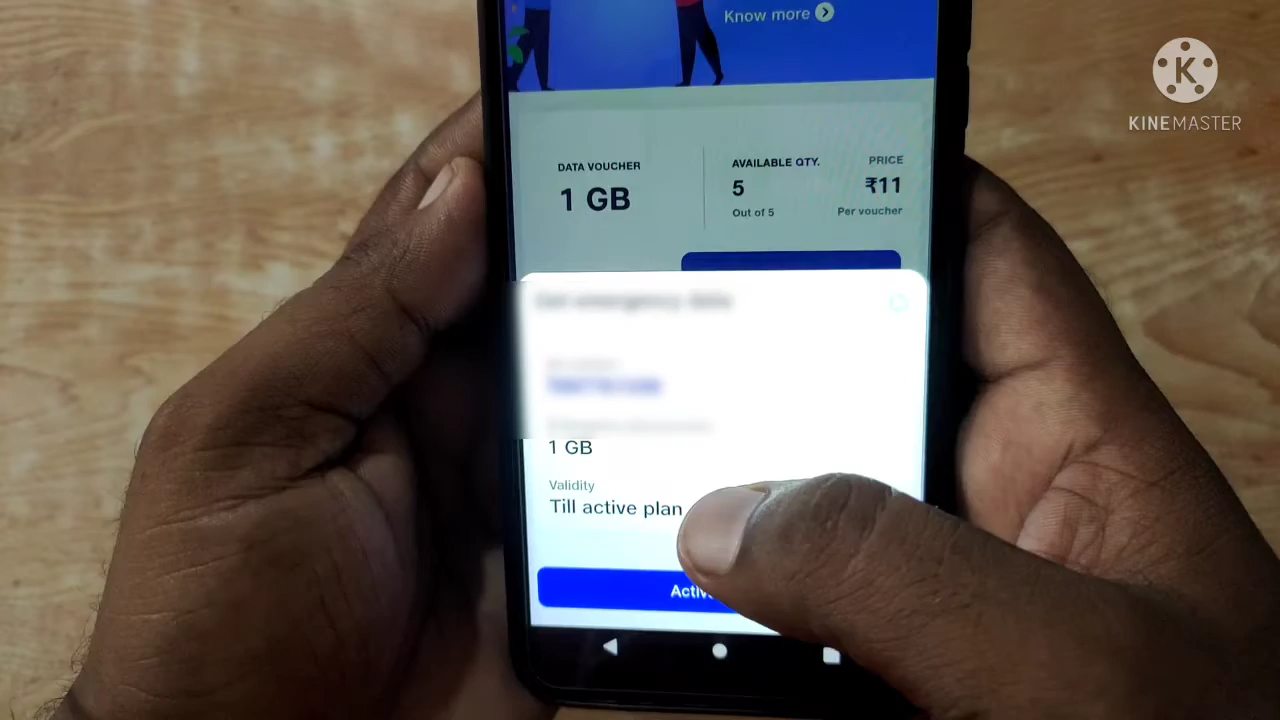 Know more
KINEMASTER
DATA VOUCHER
1 GB
AVAILABLE QTY.
5
Out of 5
PRICE
₹11
Per voucher
1 GB
Validity
Till active plan